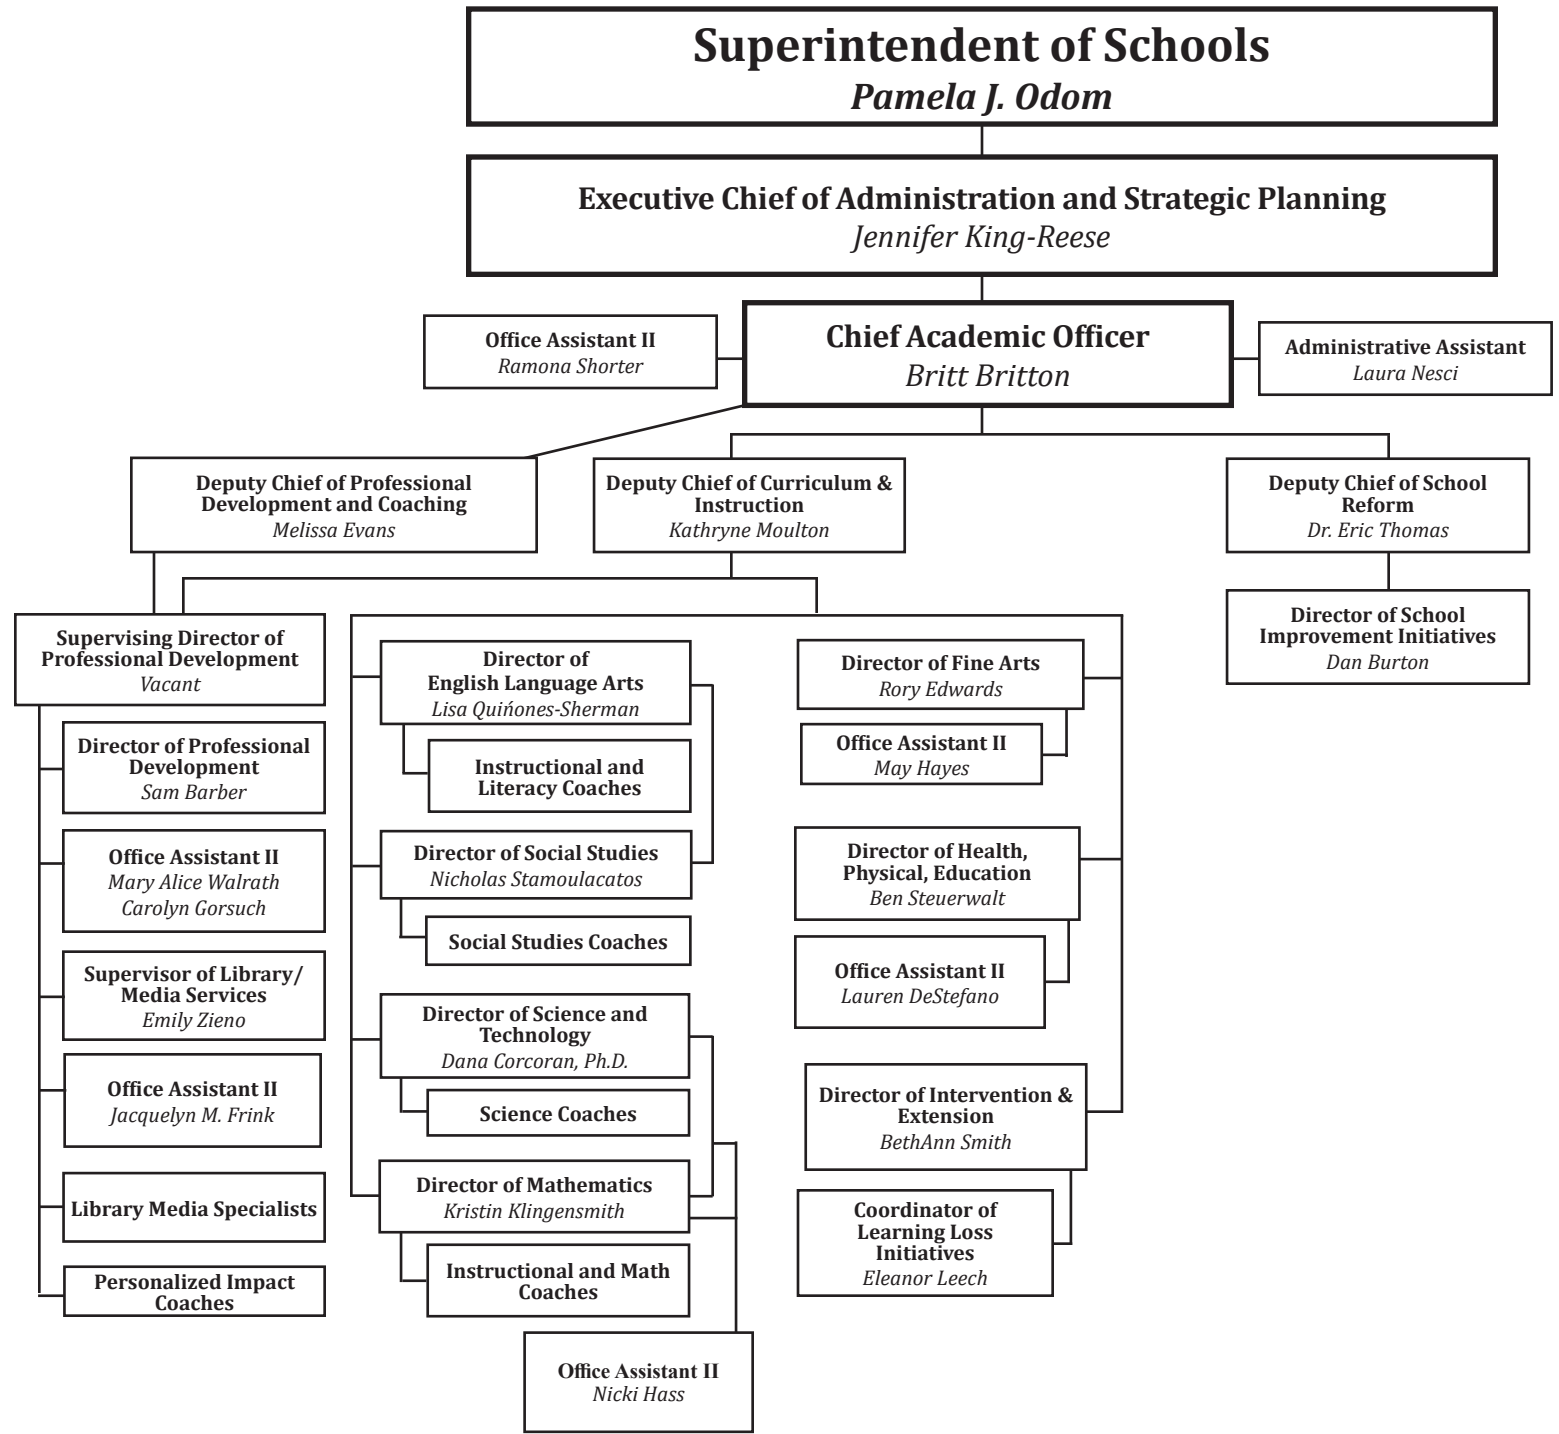 Superintendent of Schools
Pamela J. Odom
Executive Chief of Administration and Strategic Planning
Jennifer King-Reese
Office Assistant II
Ramona Shorter
Chief Academic Officer
Britt Britton
Administrative Assistant
Laura Nesci
Deputy Chief of Professional
Development and Coaching
Melissa Evans
Deputy Chief of Curriculum &
Instruction
Kathryne Moulton
Deputy Chief of School
Reform
Dr. Eric Thomas
Director of School
Improvement Initiatives
Dan Burton
Supervising Director of
Professional Development
Vacant
Director of Professional
Development
Sam Barber
Office Assistant II
Mary Alice Walrath
Carolyn Gorsuch
Supervisor of Library/
Media Services
Emily Zieno
Office Assistant II
Jacquelyn M. Frink
Library Media Specialists
Personalized Impact
Coaches
Director of
English Language Arts
Lisa Quińones-Sherman
Instructional and
Literacy Coaches
Director of Social Studies
Nicholas Stamoulacatos
Social Studies Coaches
Director of Science and
Technology
Dana Corcoran, Ph.D.
Science Coaches
Director of Mathematics
Kristin Klingensmith
Instructional and Math
Coaches
Office Assistant II
Nicki Hass
Director of Fine Arts
Rory Edwards
Office Assistant II
May Hayes
Director of Health,
Physical, Education
Ben Steuerwalt
Office Assistant II
Lauren DeStefano
Director of Intervention &
Extension
BethAnn Smith
Coordinator of
Learning Loss
Initiatives
Eleanor Leech